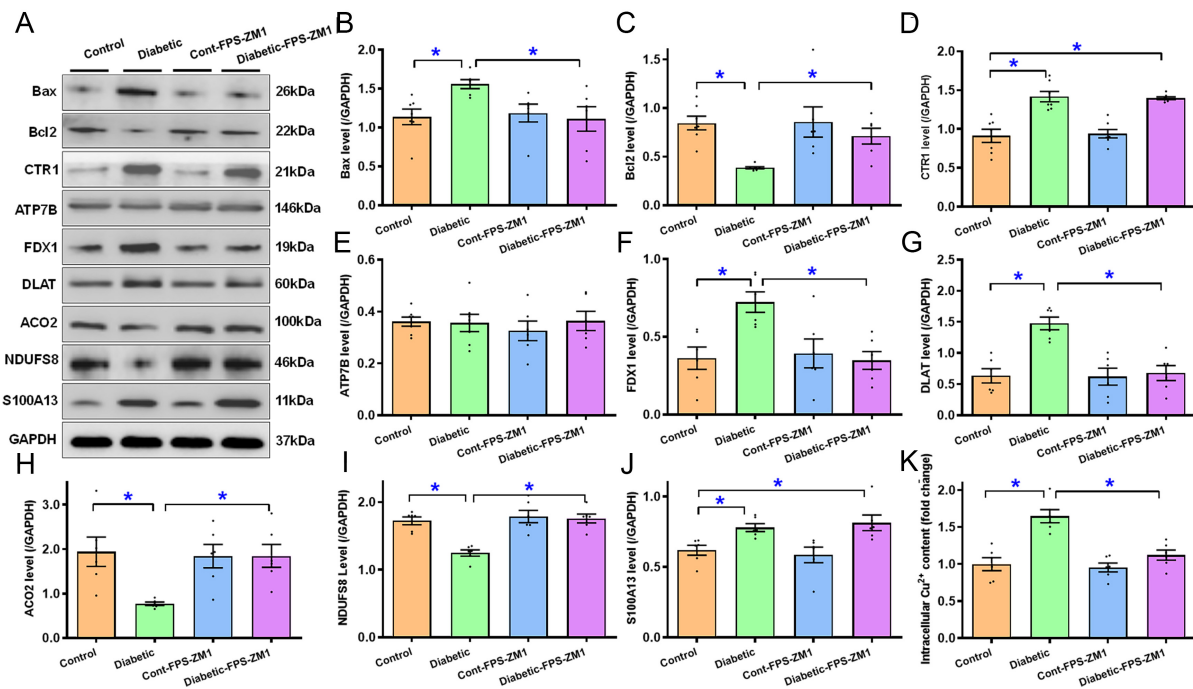 A
Control
Diabetic
Cont-FPS-ZM1
Diabetic-FPS-ZM1
Bax
26kDa
Bcl2
22kDa
CTR1
21kDa
ATP7B
146kDa
FDX1
19kDa
DLAT
60kDa
ACO2
100kDa
NDUFS8
46kDa
S100A13
11kDa
GAPDH
37kDa
B
Bax level (/GAPDH)
2.0
1.5
1.0
0.5
0.0
*
*
Control
Diabetic
Cont-FPS-ZM1
Diabetic-FPS-ZM1
C
Bcl2 level (/GAPDH)
1.5
1.0
0.5
0.0
*
*
Control
Diabetic
Cont-FPS-ZM1
Diabetic-FPS-ZM1
D
CTR1 level (/GAPDH)
2.0
1.5
1.0
0.5
0.0
*
*
Control
Diabetic
Cont-FPS-ZM1
Diabetic-FPS-ZM1
E
ATP7B level (/GAPDH)
0.6
0.4
0.2
0.0
Control
Diabetic
Cont-FPS-ZM1
Diabetic-FPS-ZM1
F
FDX1 level (/GAPDH)
1.0
0.5
0.0
*
*
Control
Diabetic
Cont-FPS-ZM1
Diabetic-FPS-ZM1
G
DLAT level (/GAPDH)
2.5
2.0
1.5
1.0
0.5
0.0
*
*
Control
Diabetic
Cont-FPS-ZM1
Diabetic-FPS-ZM1
H
ACO2 level (/GAPDH)
3.0
2.0
1.0
0.0
*
*
Control
Diabetic
Cont-FPS-ZM1
Diabetic-FPS-ZM1
I
NDUFS8 Level (/GAPDH)
2.0
1.0
0.0
*
*
Control
Diabetic
Cont-FPS-ZM1
Diabetic-FPS-ZM1
J
S100A13 level (/GAPDH)
1.0
0.5
0.0
*
*
Control
Diabetic
Cont-FPS-ZM1
Diabetic-FPS-ZM1
K
Intracellular Cu²⁺ content (fold change)
2.0
1.5
1.0
0.5
0.0
*
*
Control
Diabetic
Cont-FPS-ZM1
Diabetic-FPS-ZM1